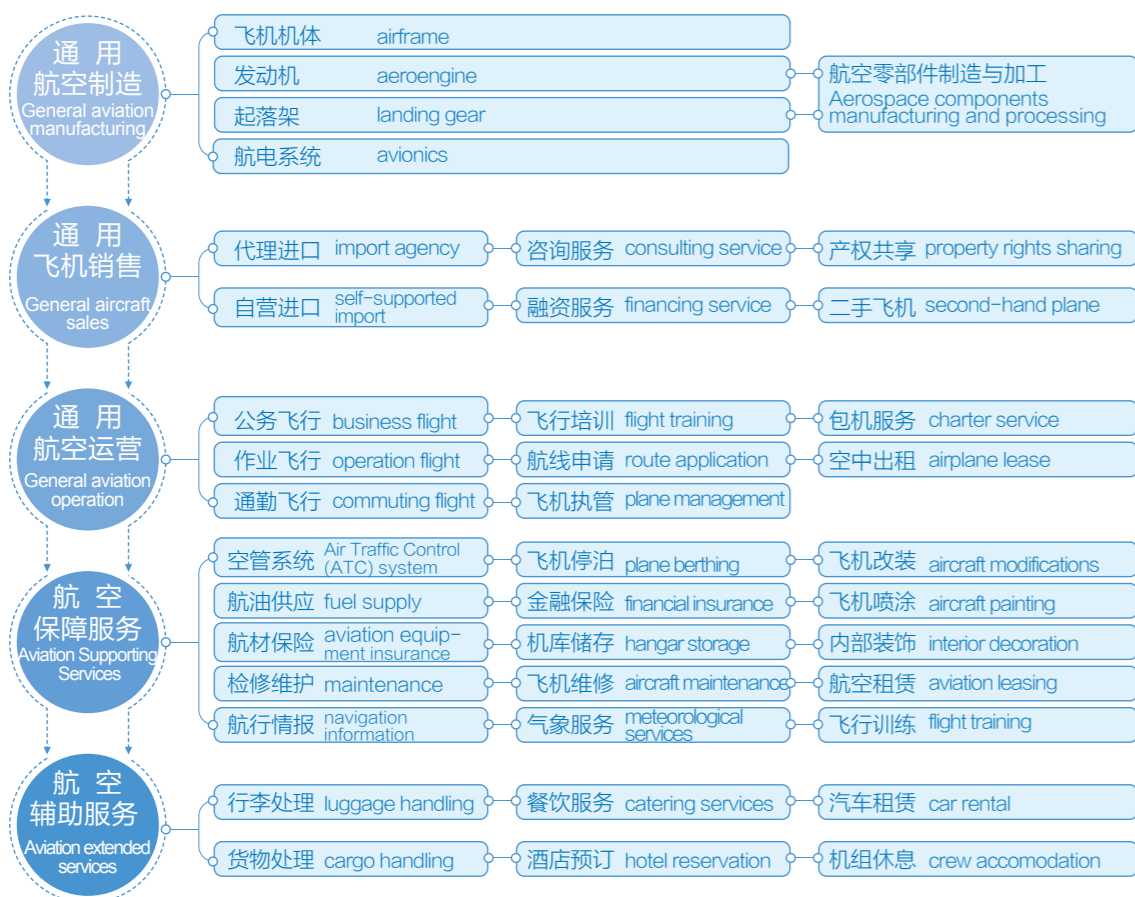 通 用
航空制造
General aviation
manufacturing
飞机机体 airframe
发动机 aeroengine
起落架 landing gear
航电系统 avionics
航空零部件制造与加工
Aerospace components
manufacturing and processing
通 用
飞机销售
General aircraft
sales
代理进口 import agency
咨询服务 consulting service
产权共享 property rights sharing
自营进口 self-supported
import
融资服务 financing service
二手飞机 second-hand plane
通 用
航空运营
General aviation
operation
公务飞行 business flight
飞行培训 flight training
包机服务 charter service
作业飞行 operation flight
航线申请 route application
空中出租 airplane lease
通勤飞行 commuting flight
飞机执管 plane management
航 空
保障服务
Aviation Supporting
Services
空管系统 Air Traffic Control
(ATC) system
飞机停泊 plane berthing
飞机改装 aircraft modifications
航油供应 fuel supply
金融保险 financial insurance
飞机喷涂 aircraft painting
航材保险 aviation equip-
ment insurance
机库储存 hangar storage
内部装饰 interior decoration
检修维护 maintenance
飞机维修 aircraft maintenance
航空租赁 aviation leasing
航行情报 navigation
information
气象服务 meteorological
services
飞行训练 flight training
航 空
辅助服务
Aviation extended
services
行李处理 luggage handling
餐饮服务 catering services
汽车租赁 car rental
货物处理 cargo handling
酒店预订 hotel reservation
机组休息 crew accomodation